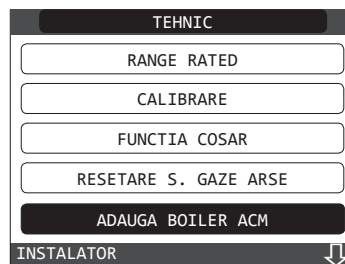 TEHNIC
RANGE RATED
CALIBRARE
FUNCTIA COSAR
RESETARE S. GAZE ARSE
ADAUGA BOILER ACM
INSTALATOR